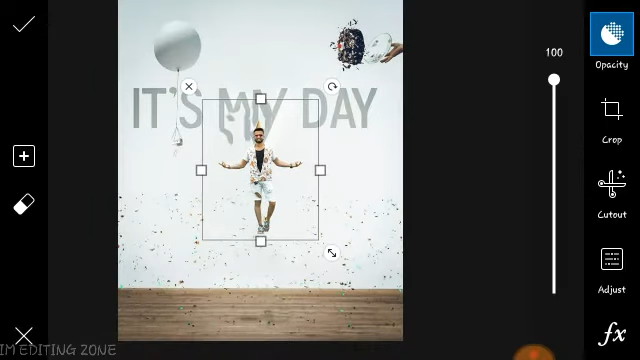 100
Opacity
IT'S MY DAY
Crop
Cutout
Adjust
fx
IM EDITING ZONE